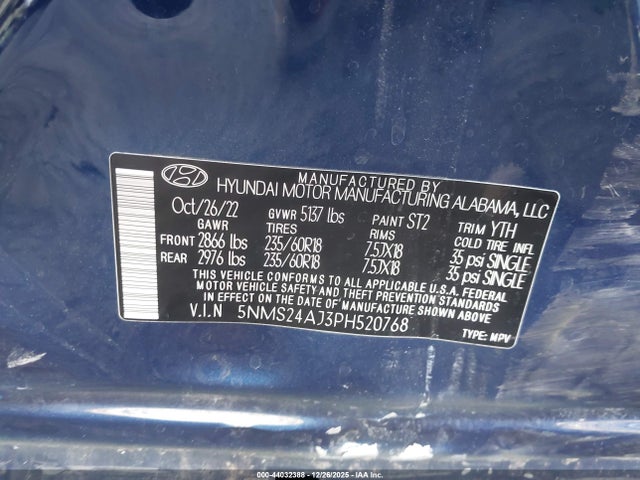 MANUFACTURED BY
HYUNDAI MOTOR MANUFACTURING ALABAMA, LLC
Oct/26/22 GVWR 5137 lbs PAINT ST2 TRIM YTH
GAWR TIRES RIMS COLD TIRE INFL
FRONT 2866 lbs 235/60R18 7.5JX18 35 psi SINGLE
REAR 2976 lbs 235/60R18 7.5JX18 35 psi SINGLE
THIS VEHICLE CONFORMS TO ALL APPLICABLE U.S.A. FEDERAL
MOTOR VEHICLE SAFETY AND THEFT PREVENTION STANDARDS
IN EFFECT ON THE DATE OF MANUFACTURE SHOWN ABOVE
V.I.N 5NMS24AJ3PH520768 TYPE: MPV
0-44032388 - 12/26/2025 - IAAI.COM